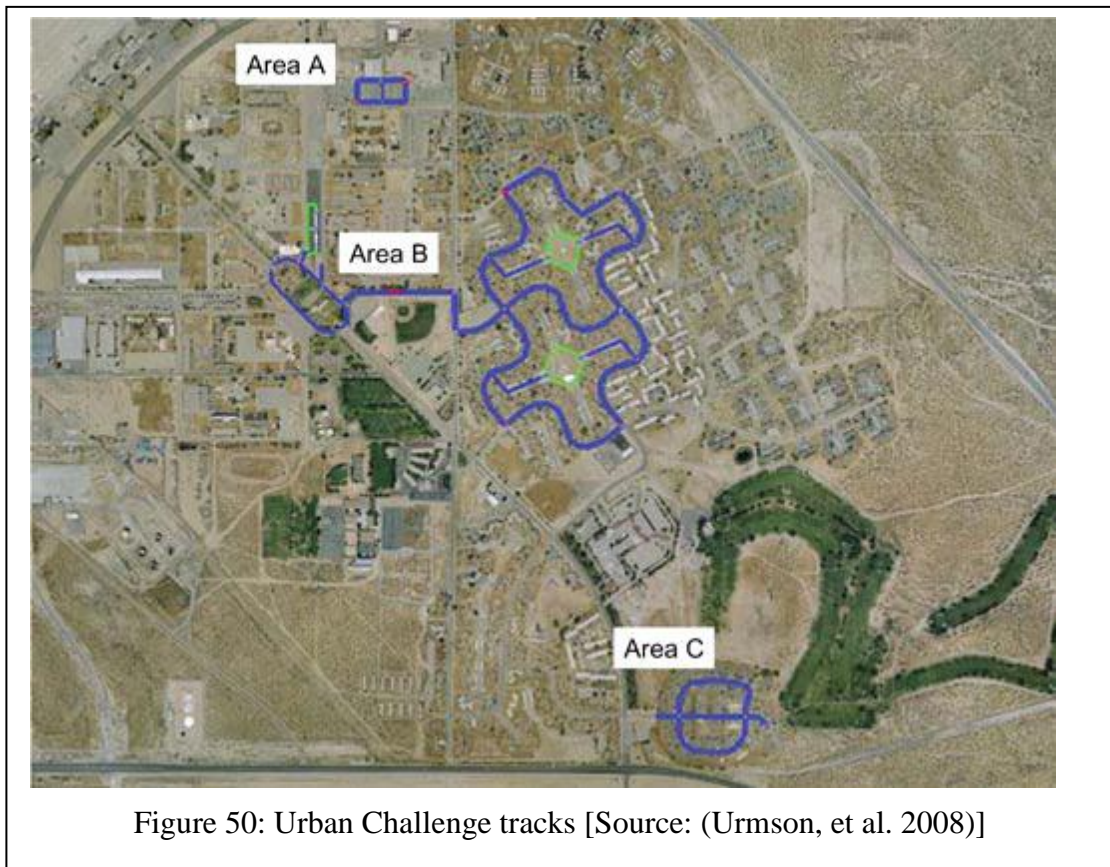 Area A
Area B
Area C
Figure 50: Urban Challenge tracks [Source: (Urmson, et al. 2008)]